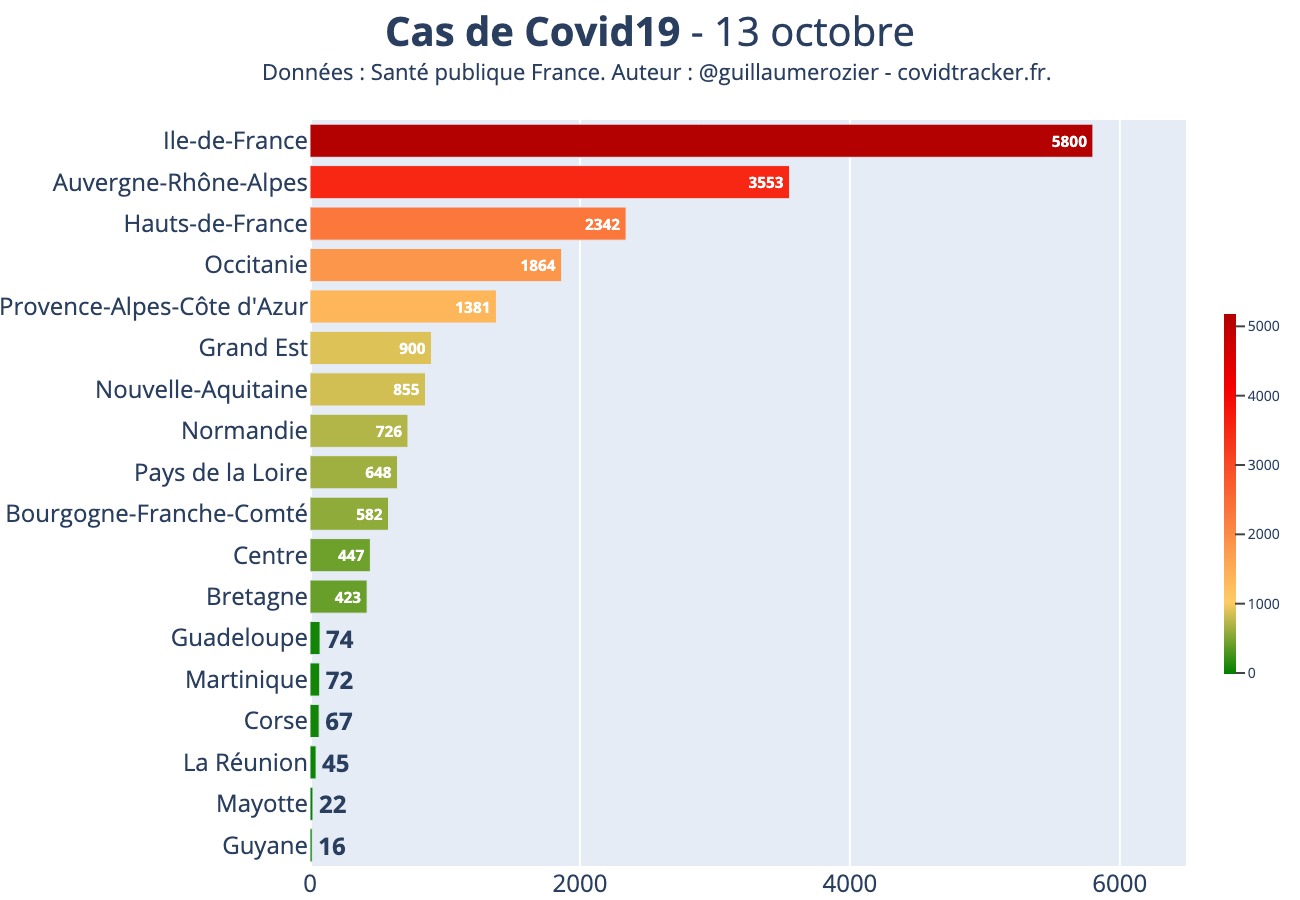 Cas de Covid19 - 13 octobre
Données : Santé publique France. Auteur : @guillaumerozier - covidtracker.fr.
Ile-de-France 5800
Auvergne-Rhône-Alpes 3553
Hauts-de-France 2342
Occitanie 1864
Provence-Alpes-Côte d'Azur 1381
Grand Est 900
Nouvelle-Aquitaine 855
Normandie 726
Pays de la Loire 648
Bourgogne-Franche-Comté 582
Centre 447
Bretagne 423
Guadeloupe 74
Martinique 72
Corse 67
La Réunion 45
Mayotte 22
Guyane 16
0 2000 4000 6000
5000
4000
3000
2000
1000
0